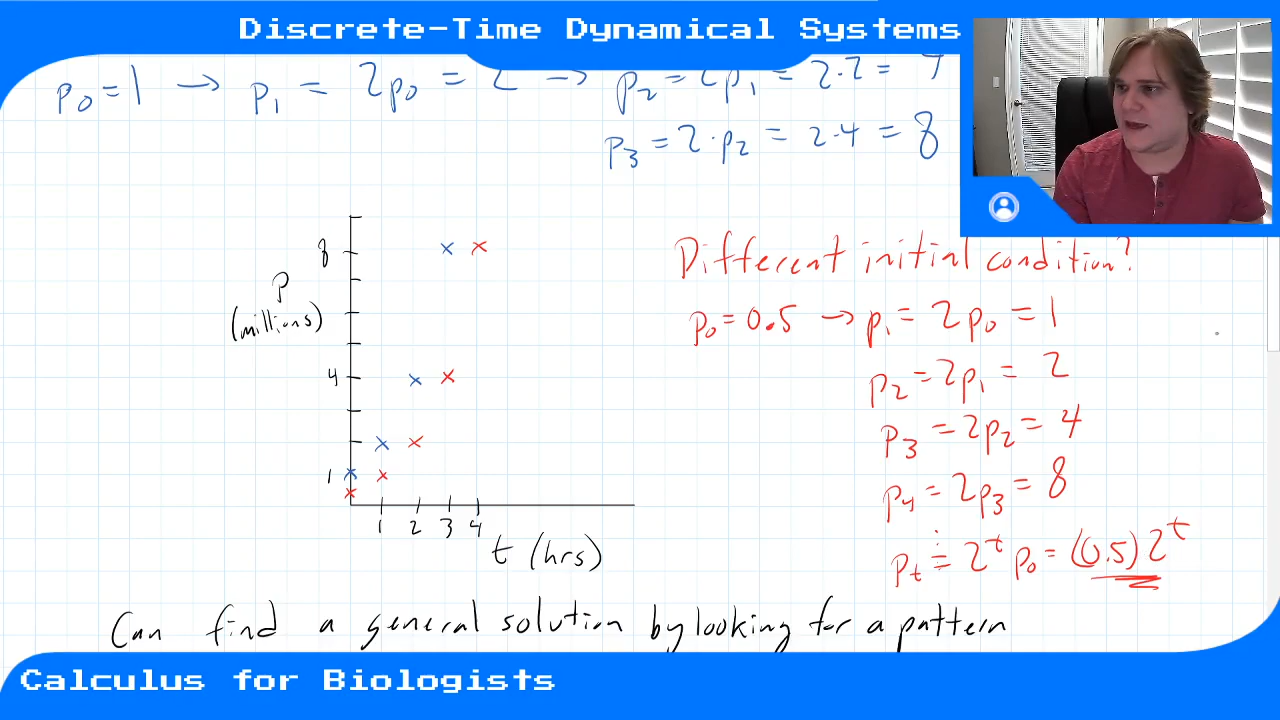 Discrete-Time Dynamical Systems
p₀ = 1 → p₁ = 2p₀ = 2 → p₂ = 2p₁ = 2·2 = 4
p₃ = 2·p₂ = 2·4 = 8
8
P
(millions)
4
1
1 2 3 4
t (hrs)
Different initial condition?
p₀ = 0.5 → p₁ = 2p₀ = 1
p₂ = 2p₁ = 2
p₃ = 2p₂ = 4
p₄ = 2p₃ = 8
⋮
pₜ = 2ᵗ p₀ = (0.5) 2ᵗ
Can find a general solution by looking for a pattern
Calculus for Biologists